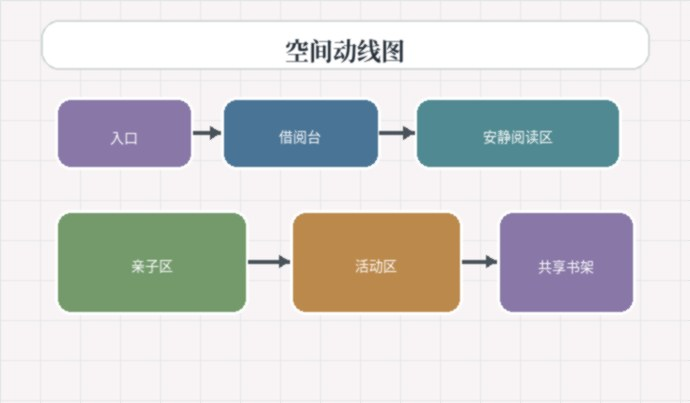 空间动线图
入口
借阅台
安静阅读区
亲子区
活动区
共享书架